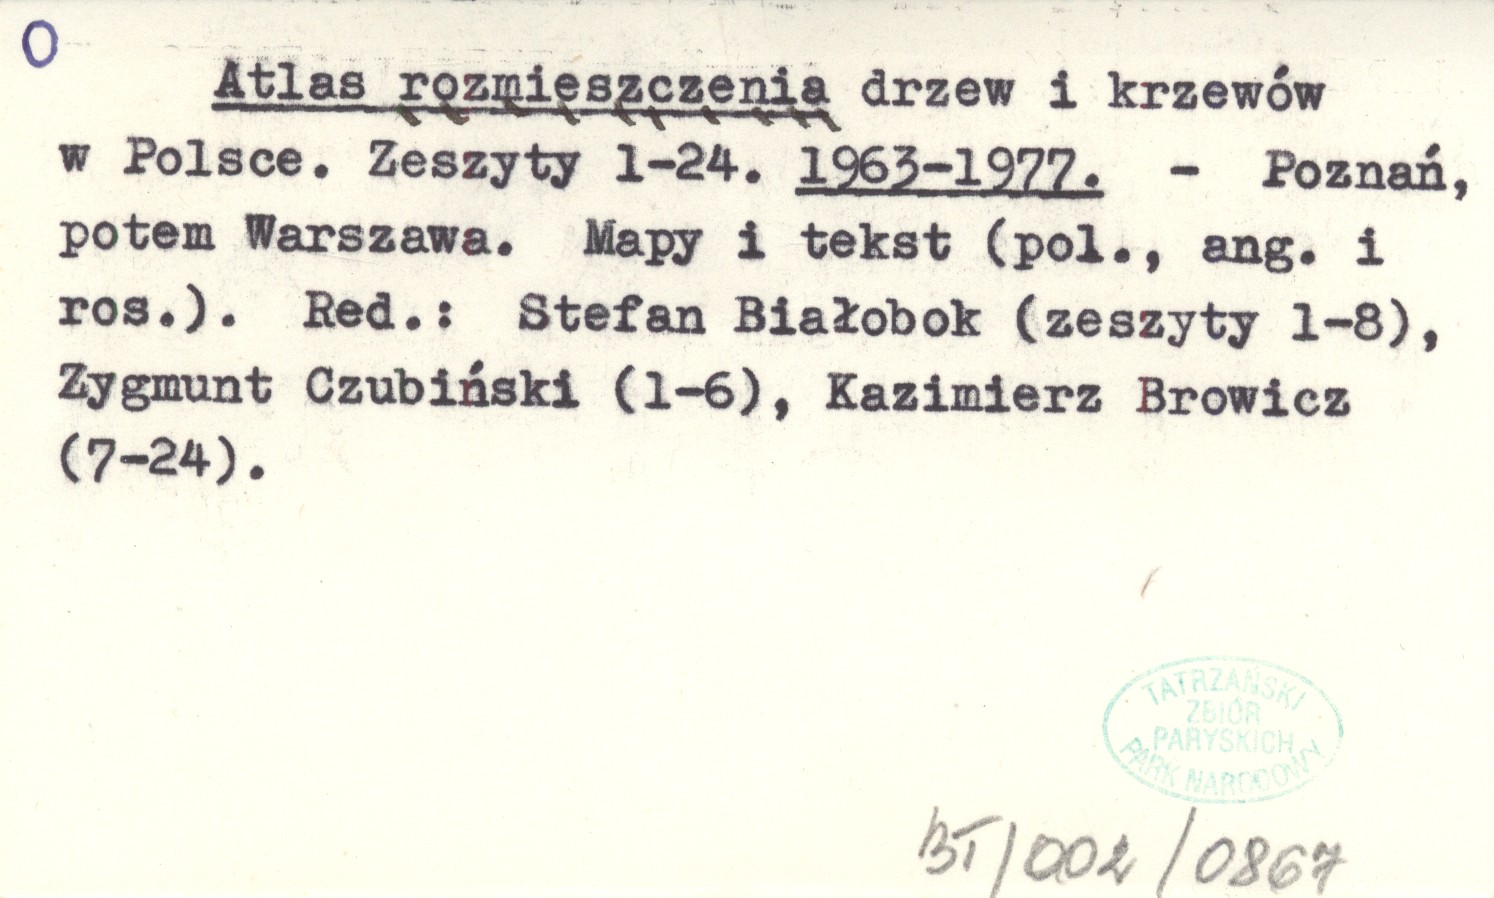 O
Atlas rozmieszczenia drzew i krzewów
w Polsce. Zeszyty 1-24. 1963-1977. - Poznań,
potem Warszawa. Mapy i tekst (pol., ang. i
ros.). Red.: Stefan Białobok (zeszyty 1-8),
Zygmunt Czubiński (1-6), Kazimierz Browicz
(7-24).
TATRZAŃSKI
ZBIÓR
PARYSKICH
PARK NARODOWY
BT/002/0867